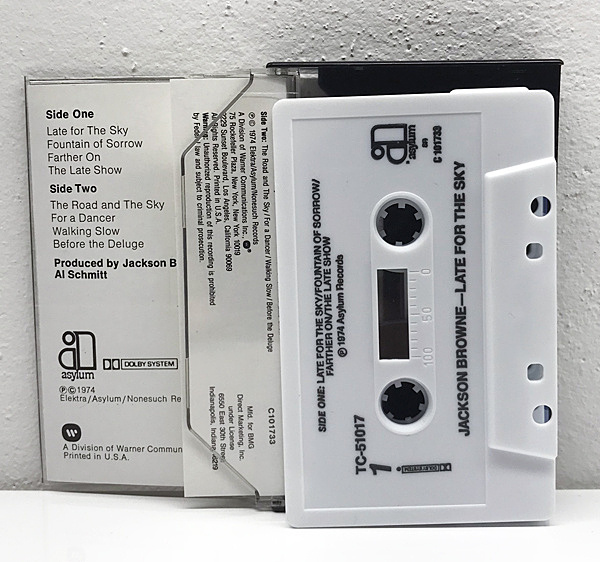 Side One
Late for The Sky
Fountain of Sorrow
Farther On
The Late Show
Side Two
The Road and The Sky
For a Dancer
Walking Slow
Before the Deluge
Produced by Jackson B
Al Schmitt
asylum
DOLBY SYSTEM
Ⓟ©1974
Elektra/Asylum/Nonesuch Re
A Division of Warner Commun
Printed in U.S.A.
Side Two: The Road and The Sky/For a Dancer/Walking Slow/Before the Deluge
Ⓟ© 1974 Elektra/Asylum/Nonesuch Records
A Division of Warner Communications Inc.
75 Rockefeller Plaza, New York, New York 10019
9229 Sunset Boulevard, Los Angeles, California 90069
All Rights Reserved. Printed in U.S.A.
Warning: Unauthorized reproduction of this recording is prohibited
by Federal law and subject to criminal prosecution.
C101733
Mfd. for BMG
Direct Marketing, Inc.
under License
6550 East 30th Street
Indianapolis, Indiana 46219
asylum
on
C 101733
SIDE ONE: LATE FOR THE SKY/FOUNTAIN OF SORROW/
FARTHER ON/THE LATE SHOW
Ⓟ 1974 Asylum Records
0
50
100
JACKSON BROWNE—LATE FOR THE SKY
TC-51017
1
DOLBY SYSTEM